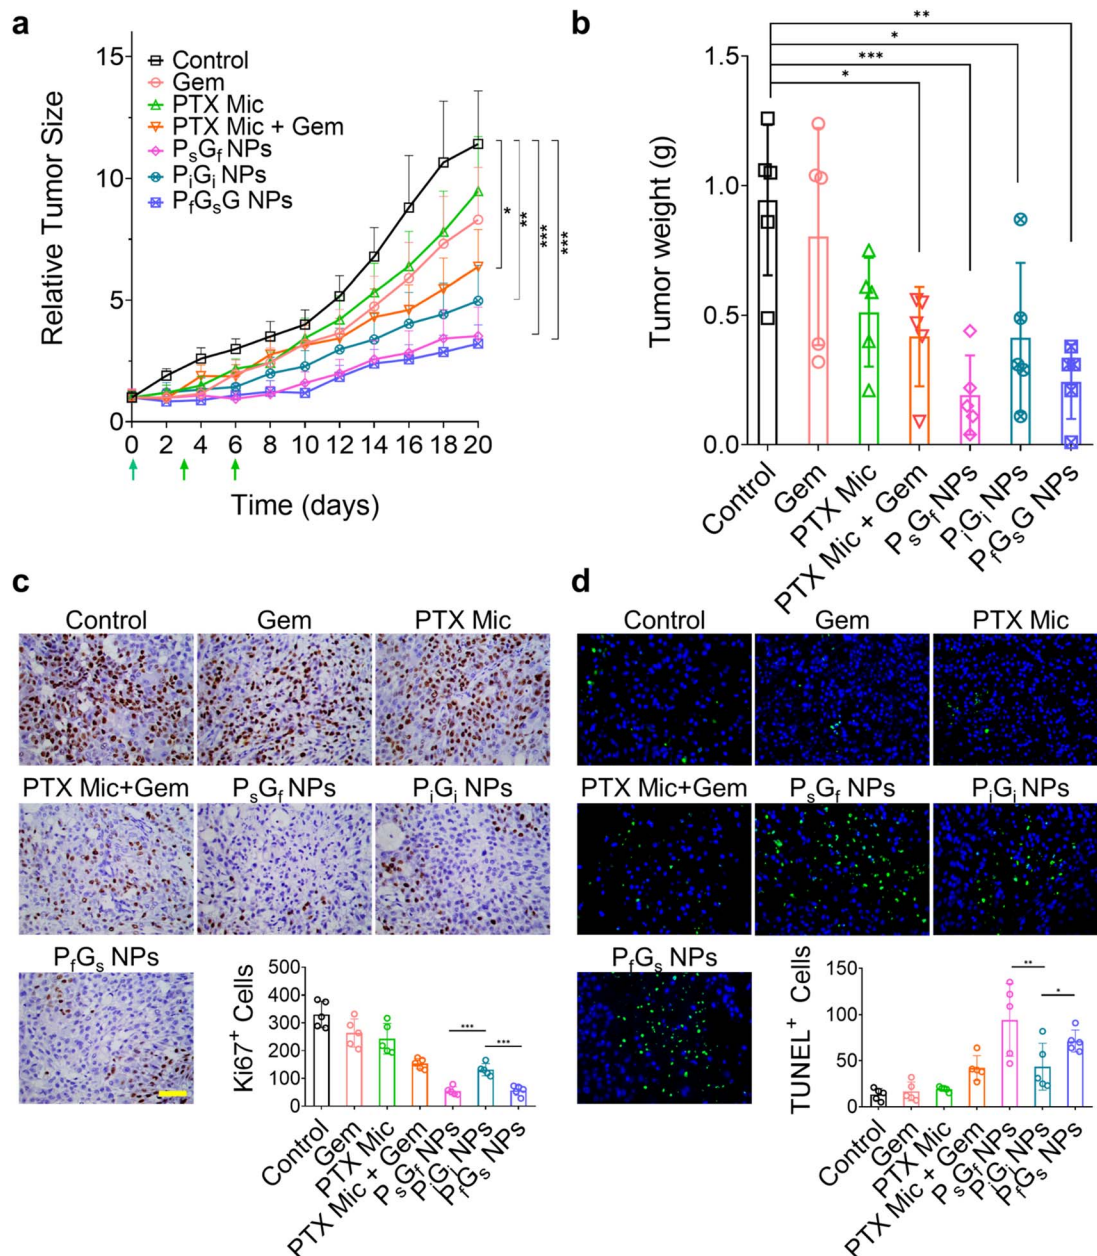 a
15
10
5
0
Relative Tumor Size
Control
Gem
PTX Mic
PTX Mic + Gem
PsGf NPs
PiGi NPs
PfGsG NPs
*
**
***
***
0 2 4 6 8 10 12 14 16 18 20
Time (days)
b
**
*
***
*
1.5
1.0
0.5
0.0
Tumor weight (g)
Control
Gem
PTX Mic
PTX Mic + Gem
PsGf NPs
PiGi NPs
PfGsG NPs
c
Control Gem PTX Mic
PTX Mic+Gem PsGf NPs PiGi NPs
PfGs NPs
500
400
300
200
100
0
Ki67+ Cells
***
***
Control
Gem
PTX Mic
PTX Mic + Gem
PsGf NPs
PiGi NPs
PfGs NPs
d
Control Gem PTX Mic
PTX Mic+Gem PsGf NPs PiGi NPs
PfGs NPs
150
100
50
0
TUNEL+ Cells
**
*
Control
Gem
PTX Mic
PTX Mic + Gem
PsGf NPs
PiGi NPs
PfGs NPs